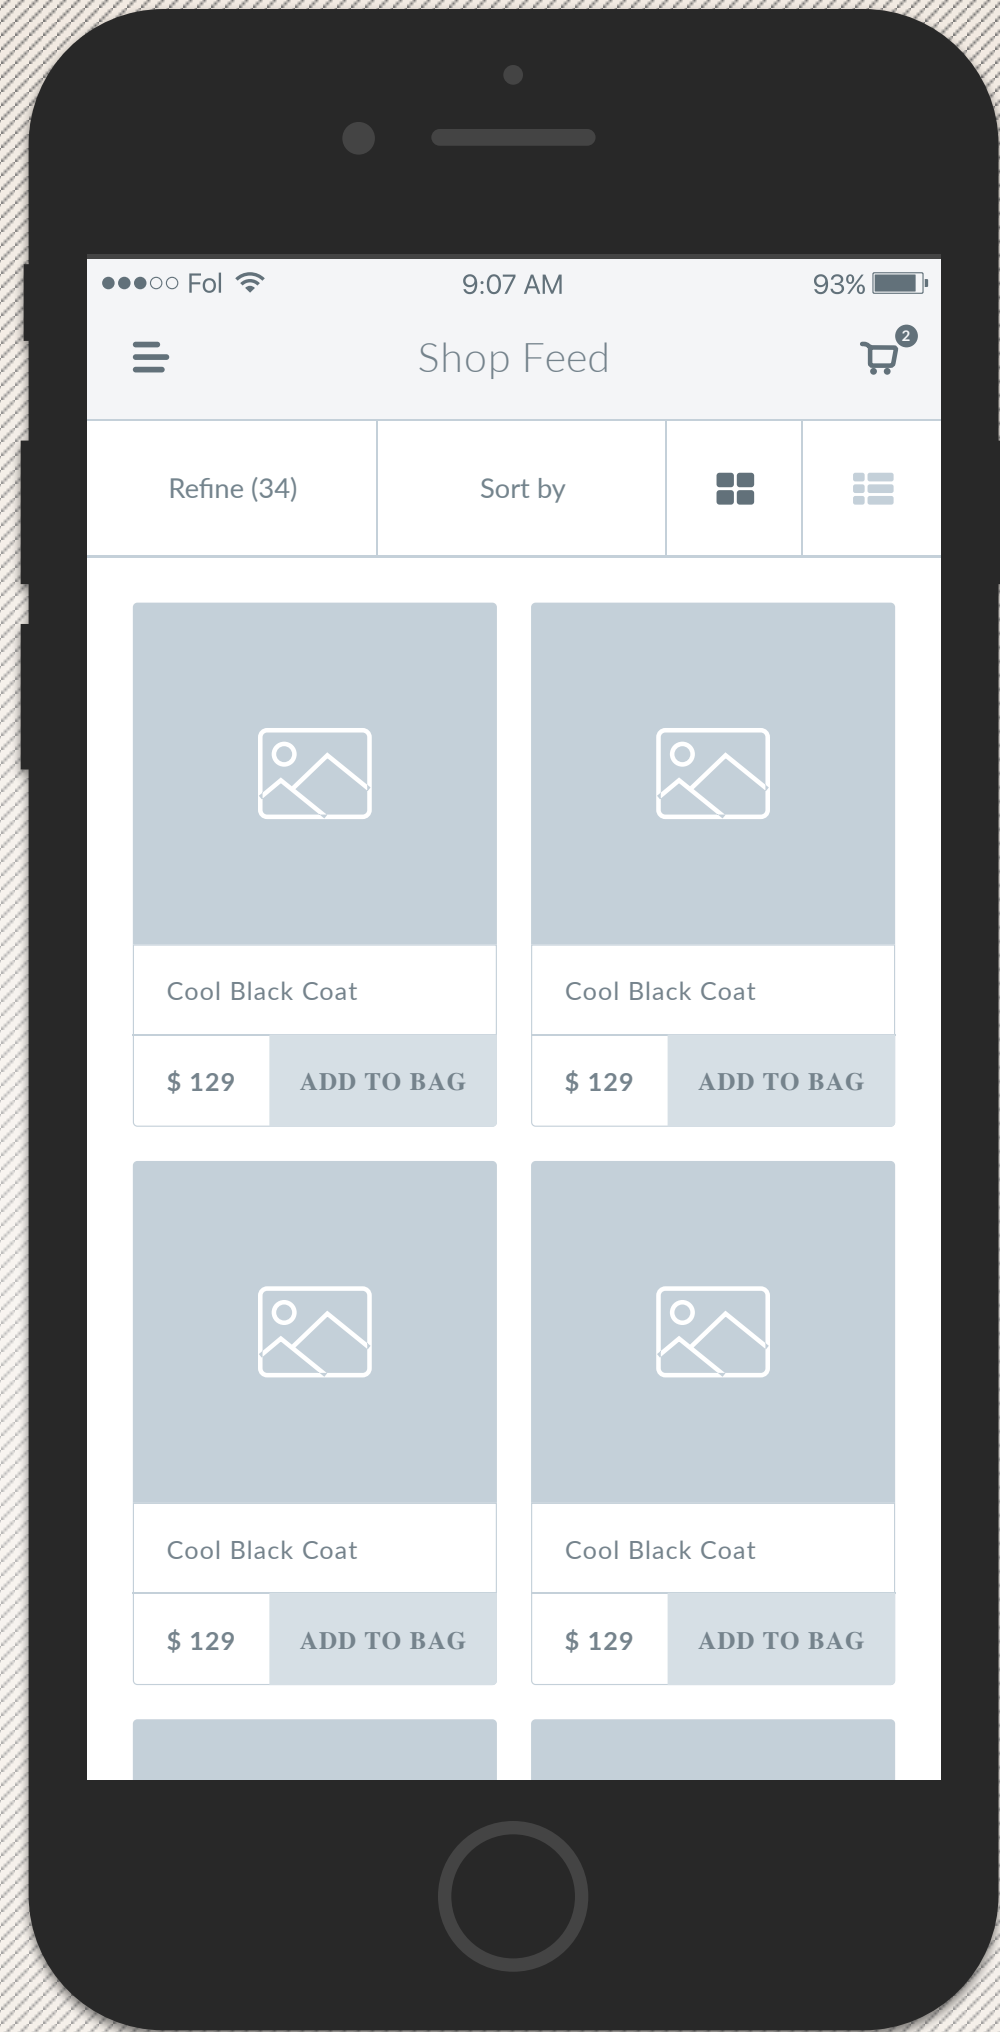 Fol 9:07 AM 93%
Shop Feed 2
Refine (34) Sort by
Cool Black Coat Cool Black Coat
$ 129 ADD TO BAG $ 129 ADD TO BAG
Cool Black Coat Cool Black Coat
$ 129 ADD TO BAG $ 129 ADD TO BAG